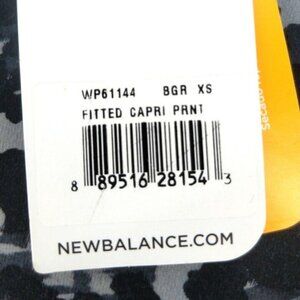 WP61144 BGR XS
FITTED CAPRI PRNT
8 89516 28154 3
NEWBALANCE.COM